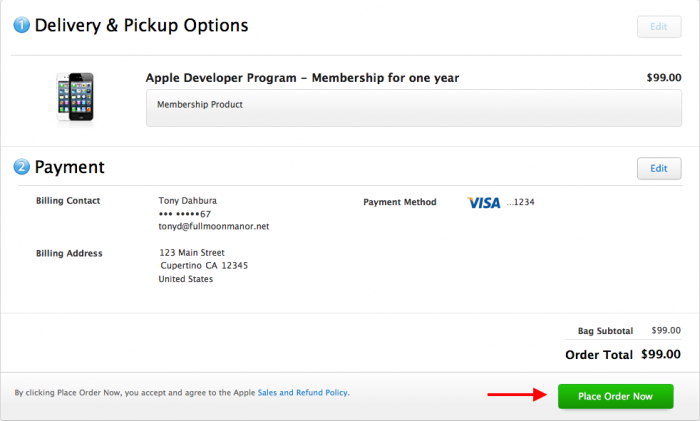 1 Delivery & Pickup Options
Edit
Apple Developer Program – Membership for one year $99.00
Membership Product
2 Payment
Edit
Billing Contact Tony Dahbura Payment Method VISA ...1234
••• •••••67
tonyd@fullmoonmanor.net
Billing Address 123 Main Street
Cupertino CA 12345
United States
Bag Subtotal $99.00
Order Total $99.00
By clicking Place Order Now, you accept and agree to the Apple Sales and Refund Policy.
Place Order Now